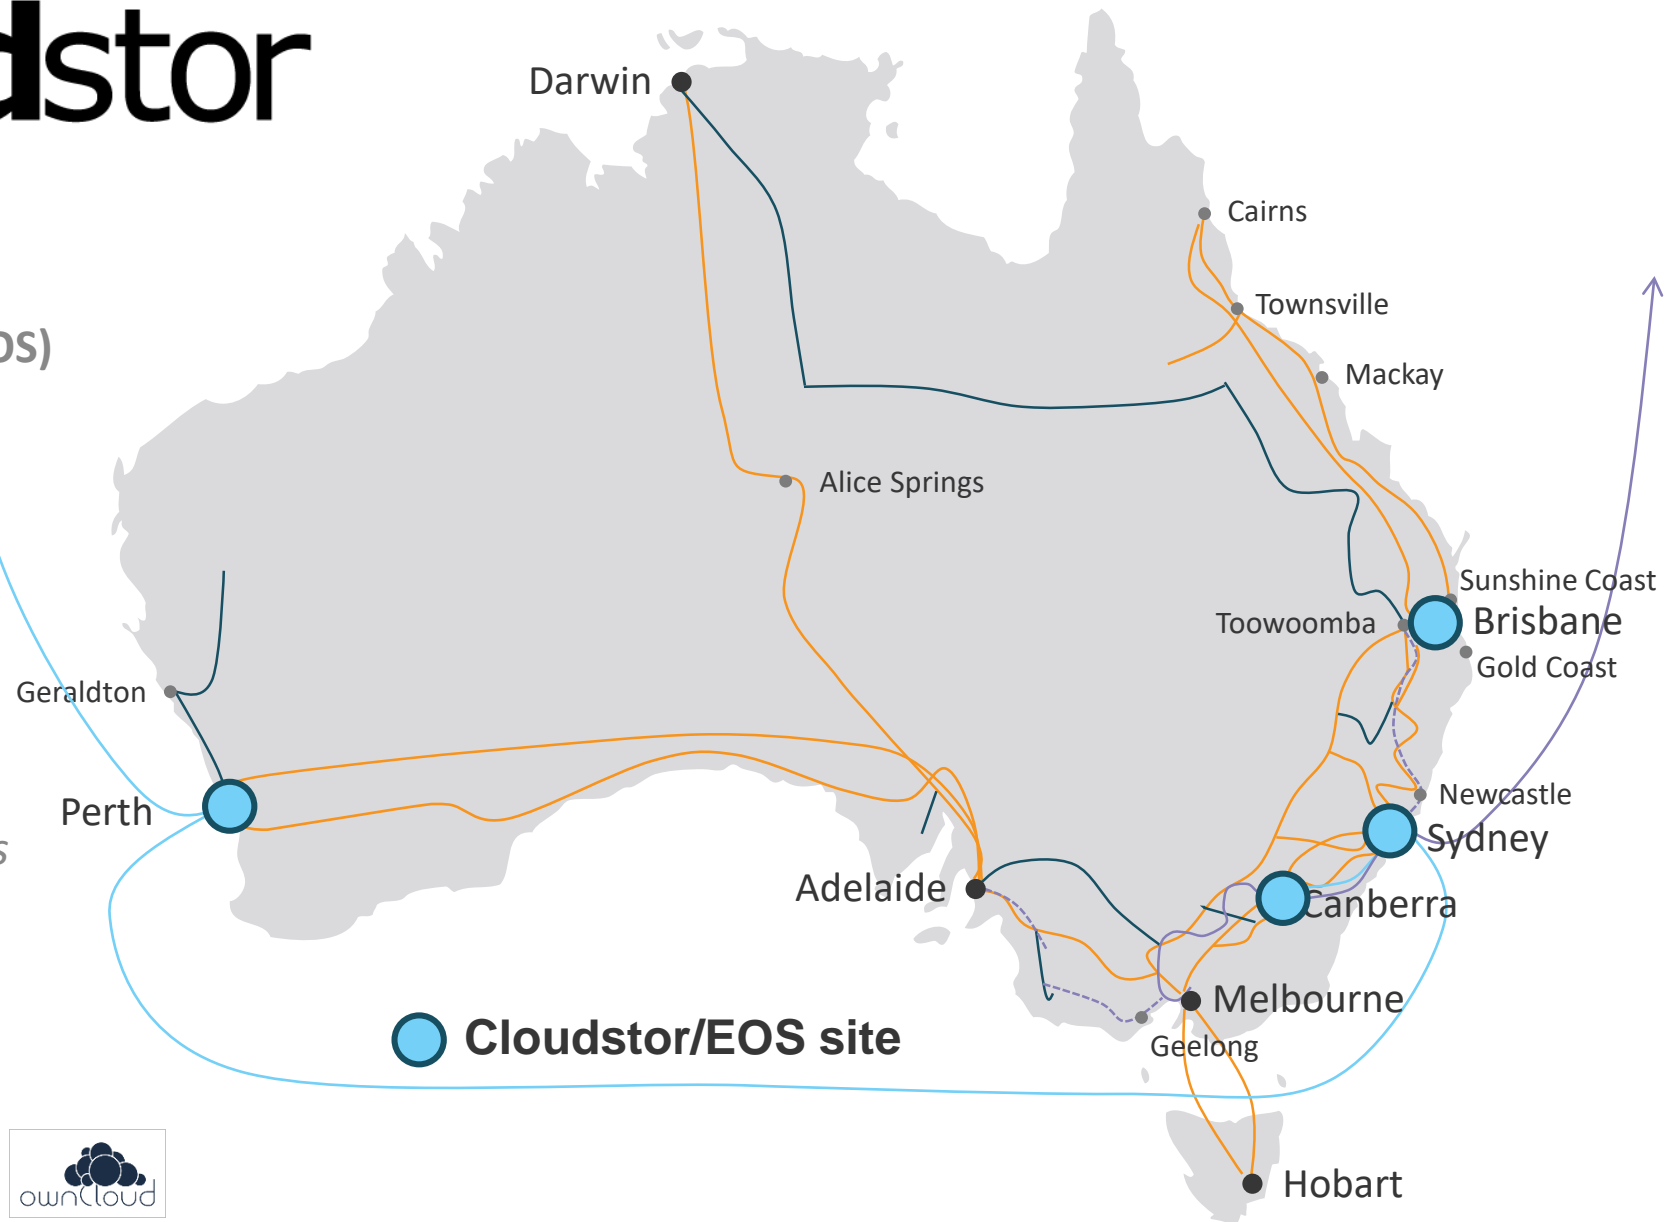 dstor
Darwin
Cairns
Townsville
OS)
Mackay
Alice Springs
Sunshine Coast
Toowoomba
Brisbane
Gold Coast
Geraldton
Newcastle
Perth
Sydney
s
Adelaide
Canberra
Melbourne
Cloudstor/EOS site
Geelong
ownCloud
Hobart